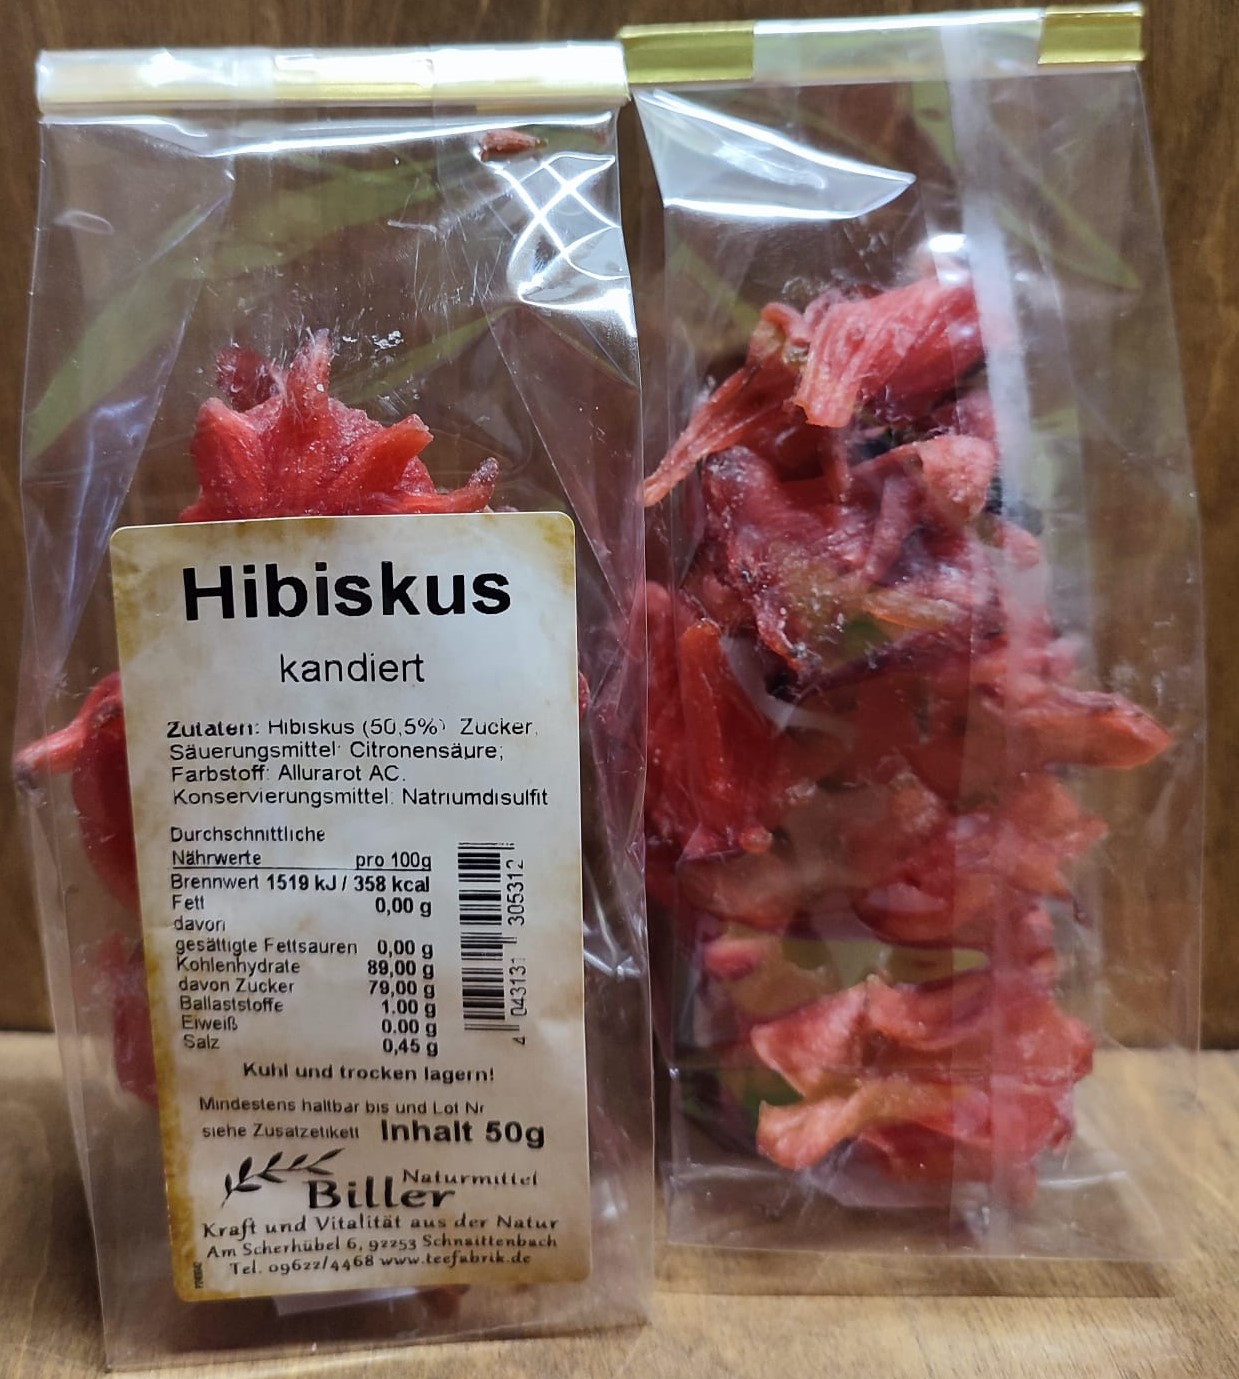 Hibiskus
kandiert
Zutaten: Hibiskus (50,5%) Zucker,
Säuerungsmittel: Citronensäure;
Farbstoff: Allurarot AC.
Konservierungsmittel: Natriumdisulfit
Durchschnittliche
Nährwerte pro 100g
Brennwert 1519 kJ / 358 kcal
Fett 0,00 g
davon
gesättigte Fettsäuren 0,00 g
Kohlenhydrate 89,00 g
davon Zucker 79,00 g
Ballaststoffe 1.00 g
Eiweiß 0.00 g
Salz 0,45 g
4 043131 305312
Kühl und trocken lagern!
Mindestens haltbar bis und Lot Nr
siehe Zusatzetikett Inhalt 50g
Naturmittel
Biller
Kraft und Vitalität aus der Natur
Am Scherhübel 6, 92253 Schnaittenbach
Tel. 09622/4468 www.teefabrik.de